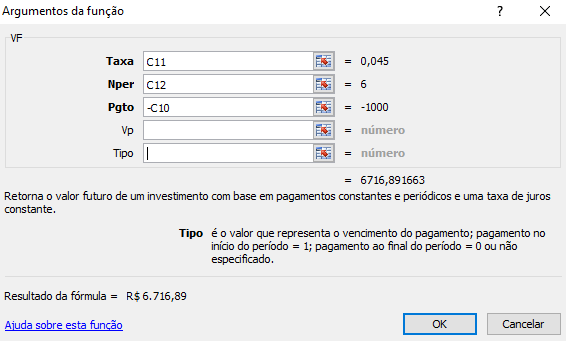 Argumentos da função ? ×
VF
Taxa C11 = 0,045
Nper C12 = 6
Pgto -C10 = -1000
Vp = número
Tipo = número
= 6716,891663
Retorna o valor futuro de um investimento com base em pagamentos constantes e periódicos e uma taxa de juros
constante.
Tipo é o valor que representa o vencimento do pagamento; pagamento no
início do período = 1; pagamento ao final do período = 0 ou não
especificado.
Resultado da fórmula = R$ 6.716,89
Ajuda sobre esta função
OK Cancelar